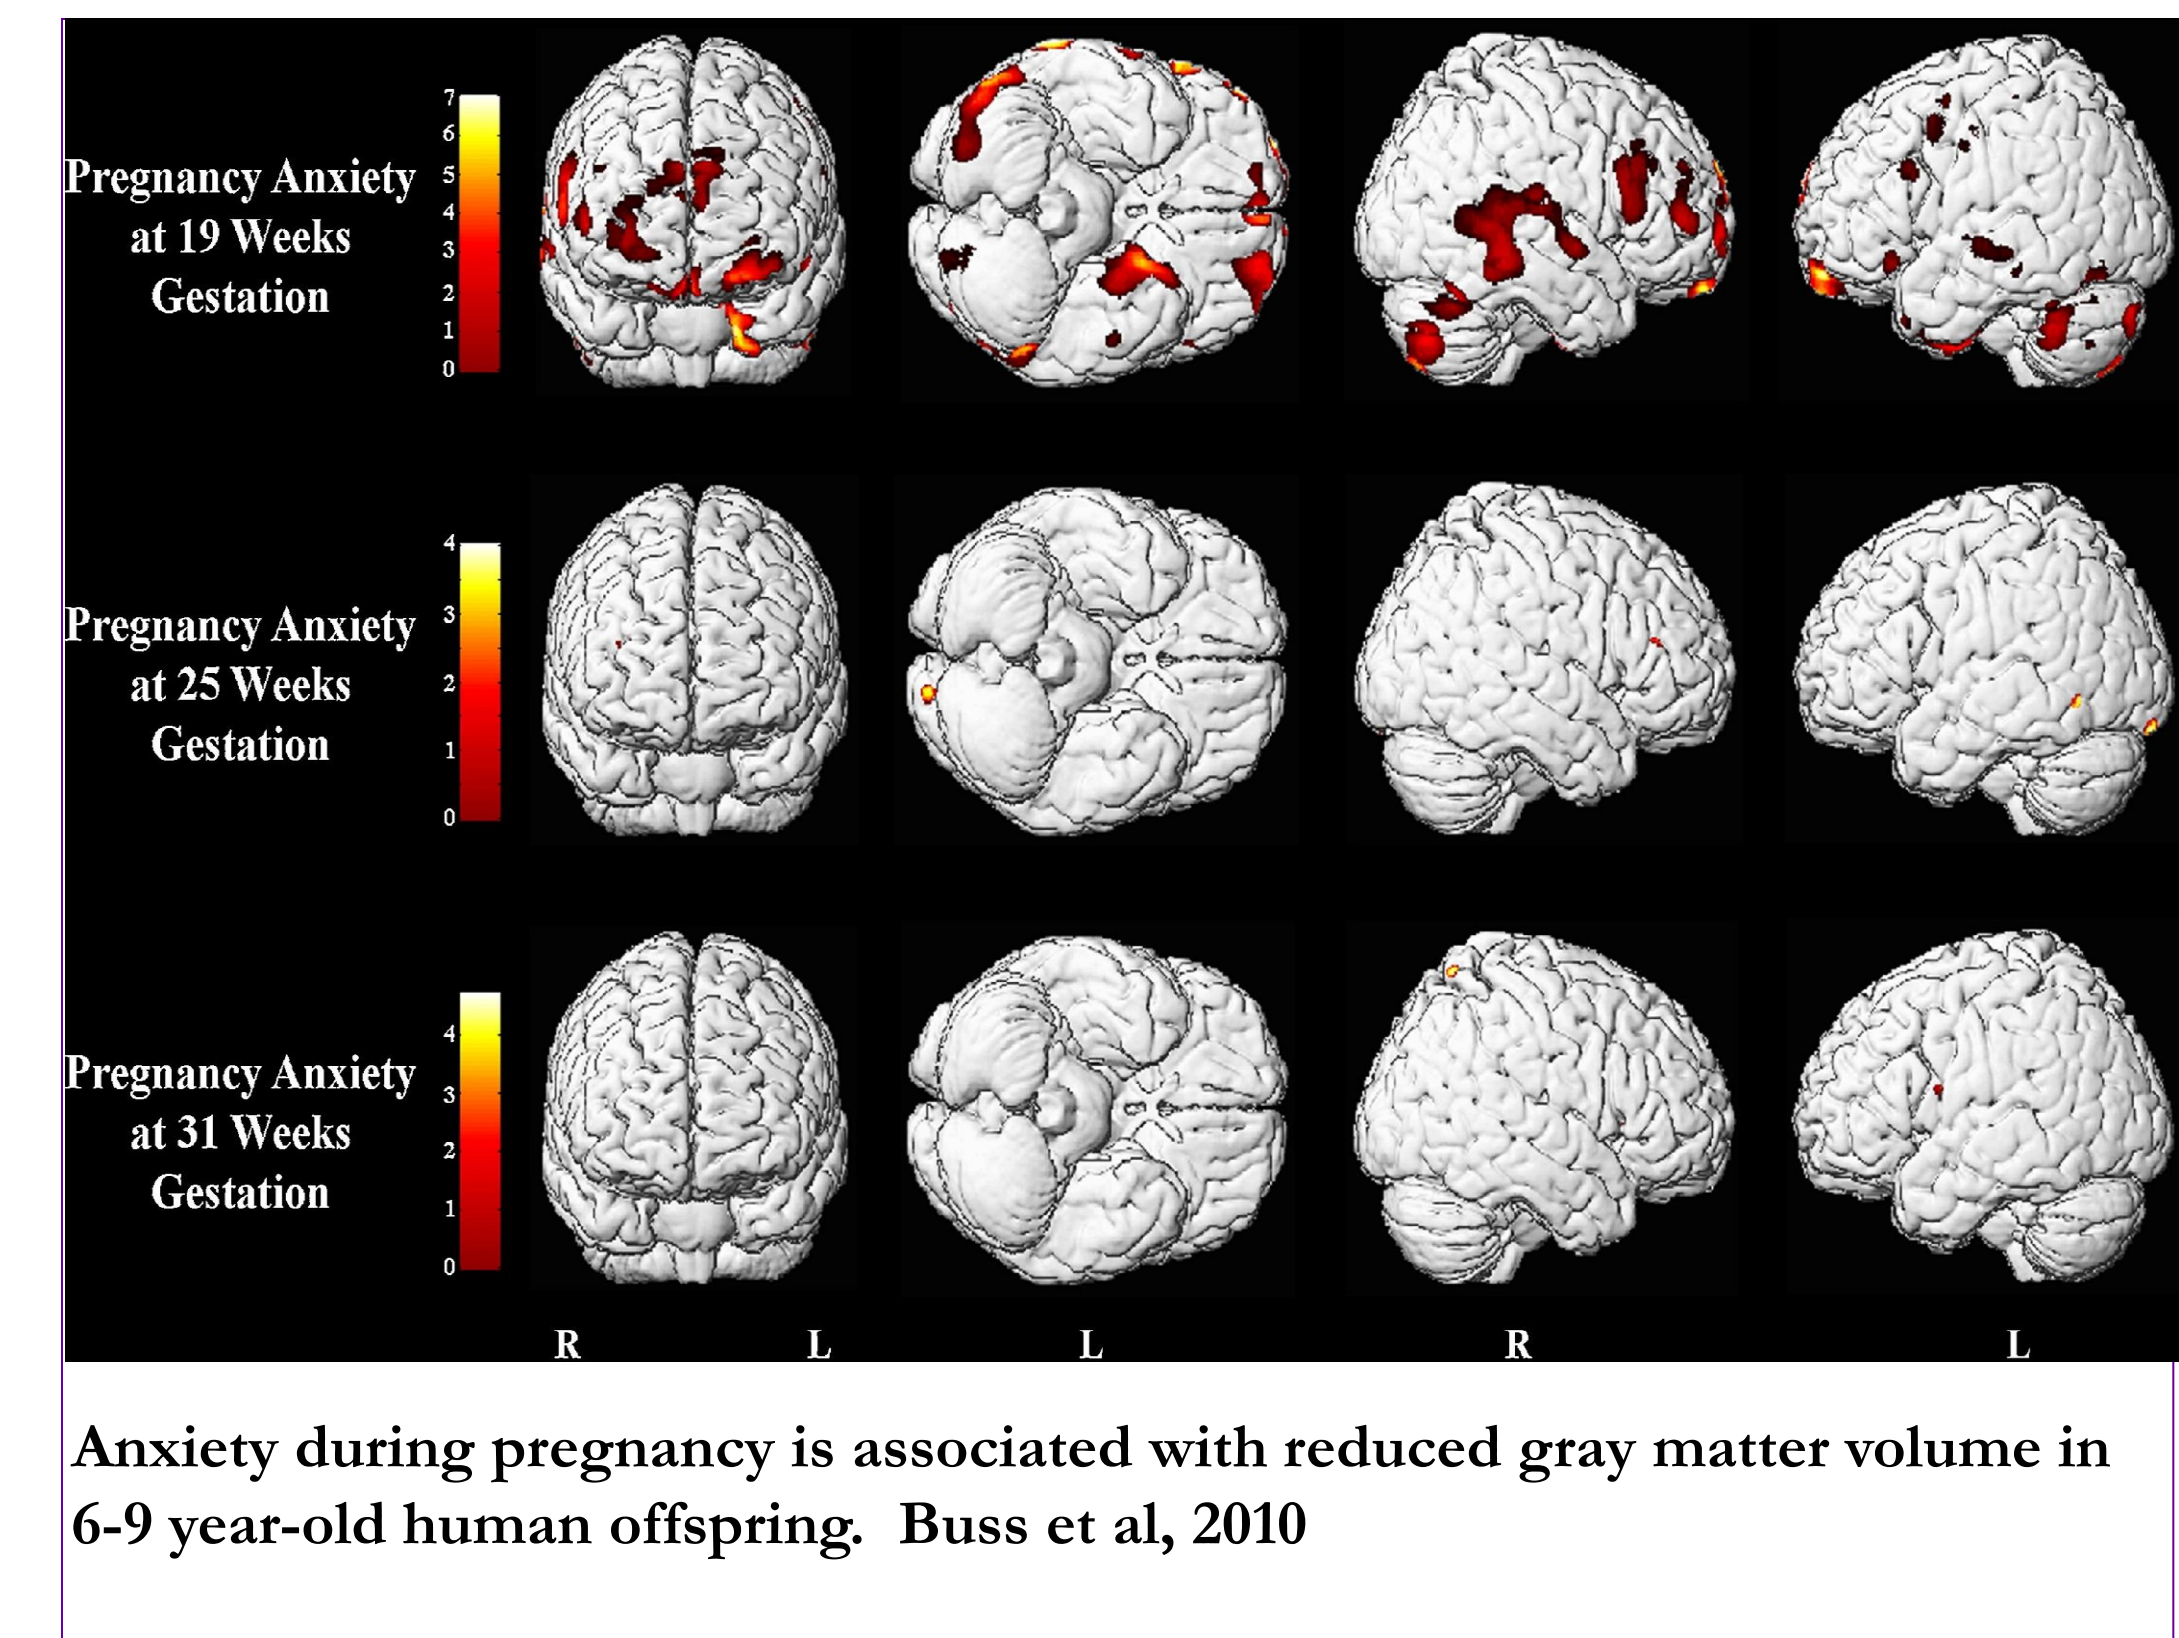 Pregnancy Anxiety
at 19 Weeks
Gestation
7
6
5
4
3
2
1
0
Pregnancy Anxiety
at 25 Weeks
Gestation
4
3
2
1
0
Pregnancy Anxiety
at 31 Weeks
Gestation
4
3
2
1
0
R L L R L
Anxiety during pregnancy is associated with reduced gray matter volume in
6-9 year-old human offspring. Buss et al, 2010